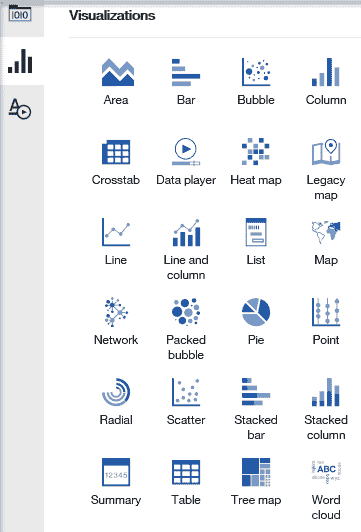 Visualizations
Area Bar Bubble Column
Crosstab Data player Heat map Legacy
map
Line Line and List Map
column
Network Packed Pie Point
bubble
Radial Scatter Stacked Stacked
bar column
12345
ABC
Summary Table Tree map Word
cloud